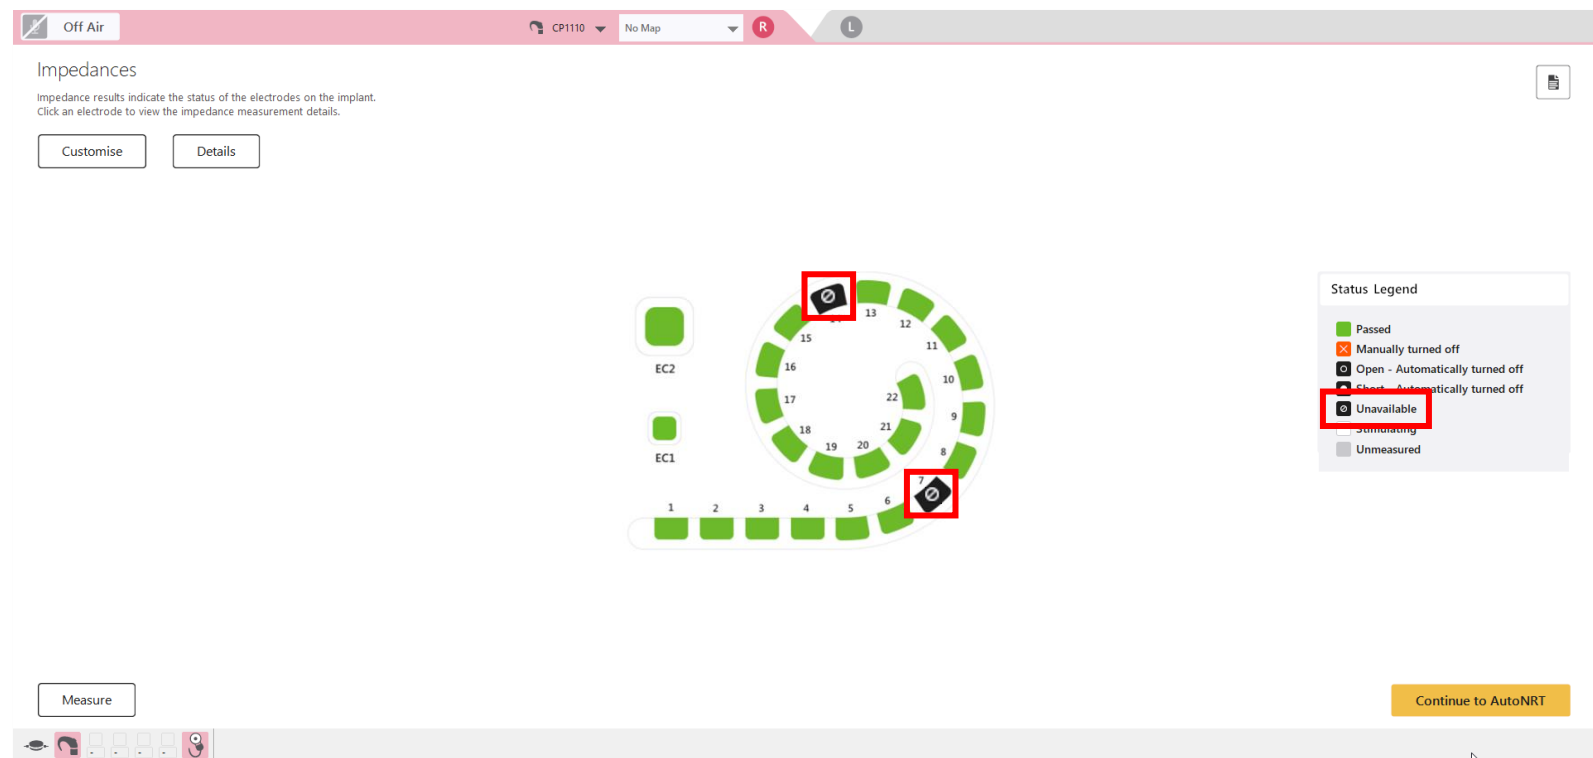 Off Air
CP1110
No Map
R
L
Impedances
Impedance results indicate the status of the electrodes on the implant.
Click an electrode to view the impedance measurement details.
Customise
Details
EC2
EC1
1
2
3
4
5
6
7
8
9
10
11
12
13
15
16
17
18
19
20
21
22
Status Legend
Passed
Manually turned off
Open - Automatically turned off
Short - Automatically turned off
Unavailable
Stimulating
Unmeasured
Measure
Continue to AutoNRT